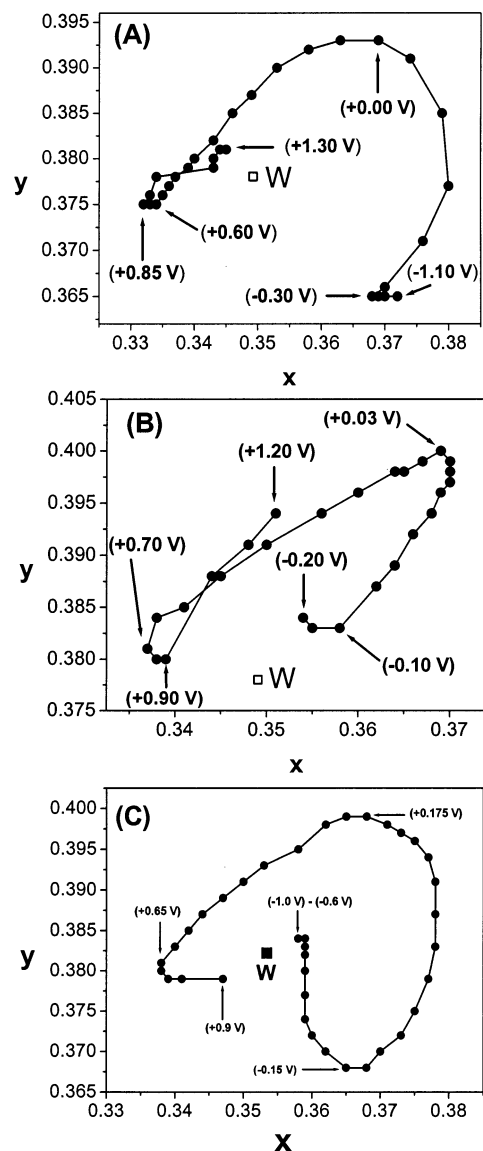 (A)
0.395
0.390
0.385
0.380
0.375
0.370
0.365
y
(+0.00 V)
(+1.30 V)
W
(+0.60 V)
(+0.85 V)
(-0.30 V)
(-1.10 V)
0.33 0.34 0.35 0.36 0.37 0.38
x
(B)
0.405
0.400
0.395
0.390
0.385
0.380
0.375
y
(+0.03 V)
(+1.20 V)
(+0.70 V)
(-0.20 V)
(-0.10 V)
(+0.90 V)
W
0.34 0.35 0.36 0.37
x
(C)
0.400
0.395
0.390
0.385
0.380
0.375
0.370
0.365
y
(+0.175 V)
(+0.65 V)
(-1.0 V) - (-0.6 V)
W
(+0.9 V)
(-0.15 V)
0.33 0.34 0.35 0.36 0.37 0.38
x